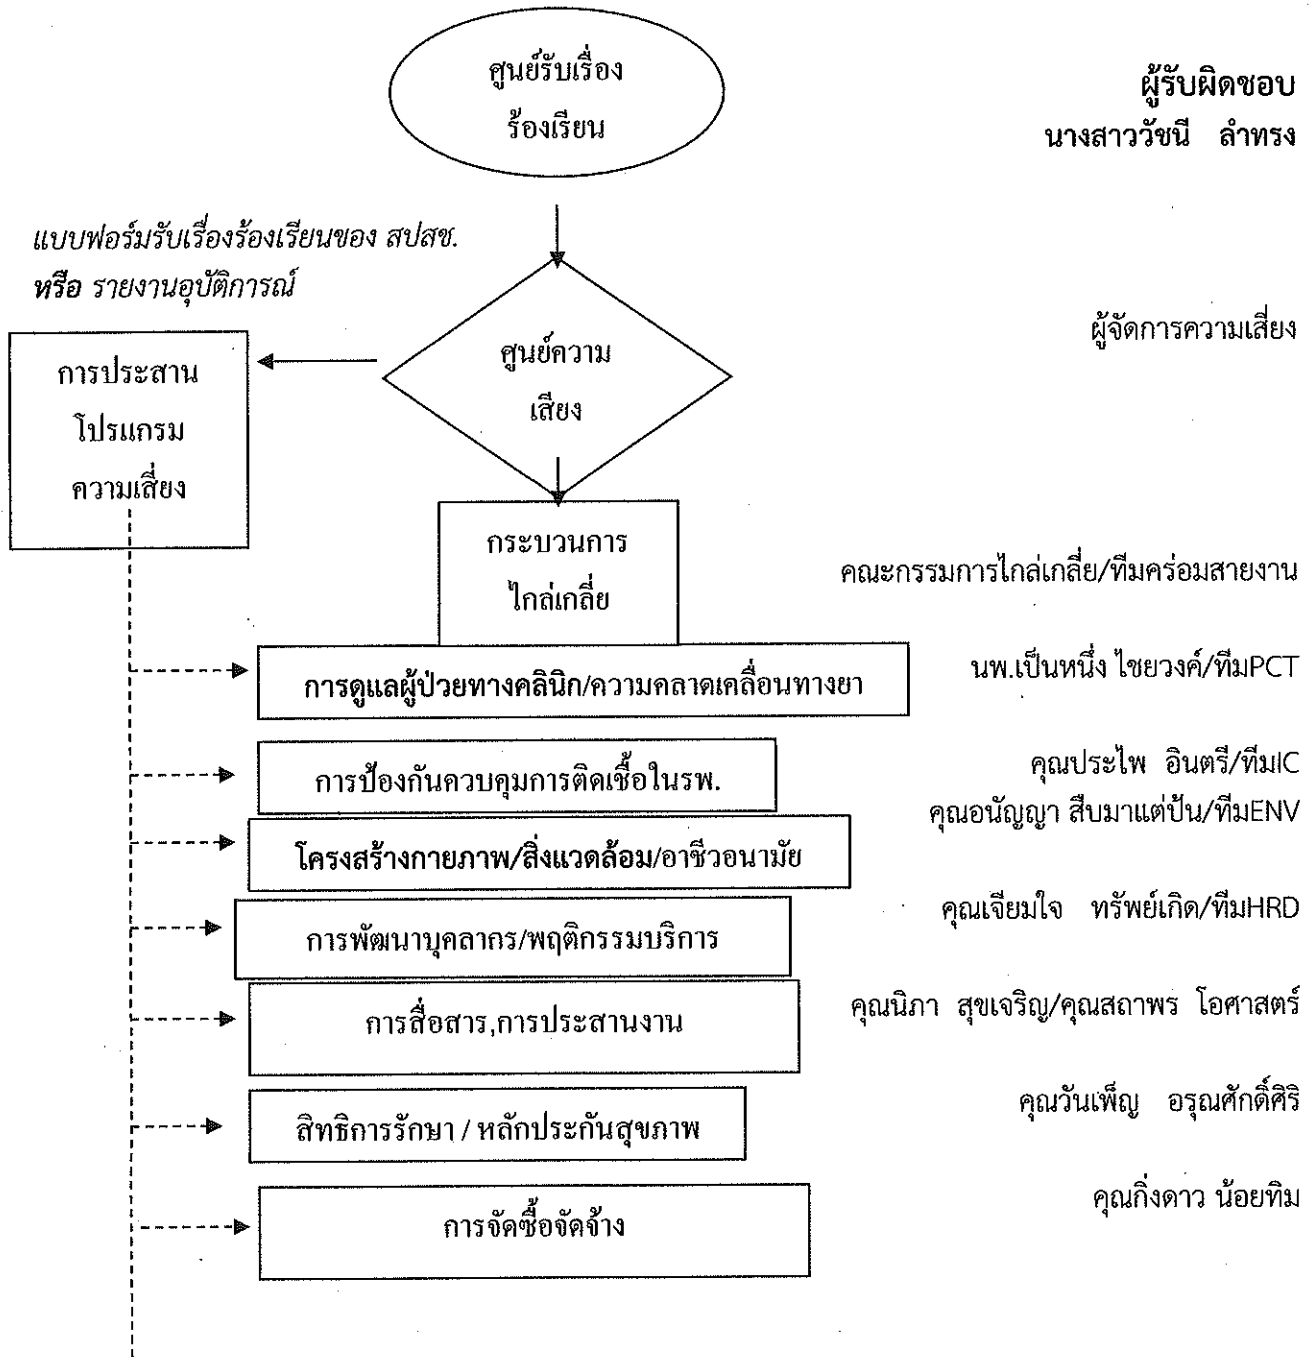 ศูนย์รับเรื่อง
ร้องเรียน
ผู้รับผิดชอบ
นางสาววัชนี ลำทรง
แบบฟอร์มรับเรื่องร้องเรียนของ สปสช.
หรือ รายงานอุบัติการณ์
ศูนย์ความ
เสี่ยง
ผู้จัดการความเสี่ยง
การประสาน
โปรแกรม
ความเสี่ยง
กระบวนการ
ไกล่เกลี่ย
คณะกรรมการไกล่เกลี่ย/ทีมคร่อมสายงาน
การดูแลผู้ป่วยทางคลินิก/ความคลาดเคลื่อนทางยา
นพ.เป็นหนึ่ง ไชยวงค์/ทีมPCT
การป้องกันควบคุมการติดเชื้อในรพ.
คุณประไพ อินตรี/ทีมIC
คุณอนัญญา สืบมาแต่ปั้น/ทีมENV
โครงสร้างกายภาพ/สิ่งแวดล้อม/อาชีวอนามัย
การพัฒนาบุคลากร/พฤติกรรมบริการ
คุณเจียมใจ ทรัพย์เกิด/ทีมHRD
การสื่อสาร,การประสานงาน
คุณนิภา สุขเจริญ/คุณสถาพร โอศาสตร์
สิทธิการรักษา / หลักประกันสุขภาพ
คุณวันเพ็ญ อรุณศักดิ์ศิริ
การจัดซื้อจัดจ้าง
คุณกิ่งดาว น้อยทิม